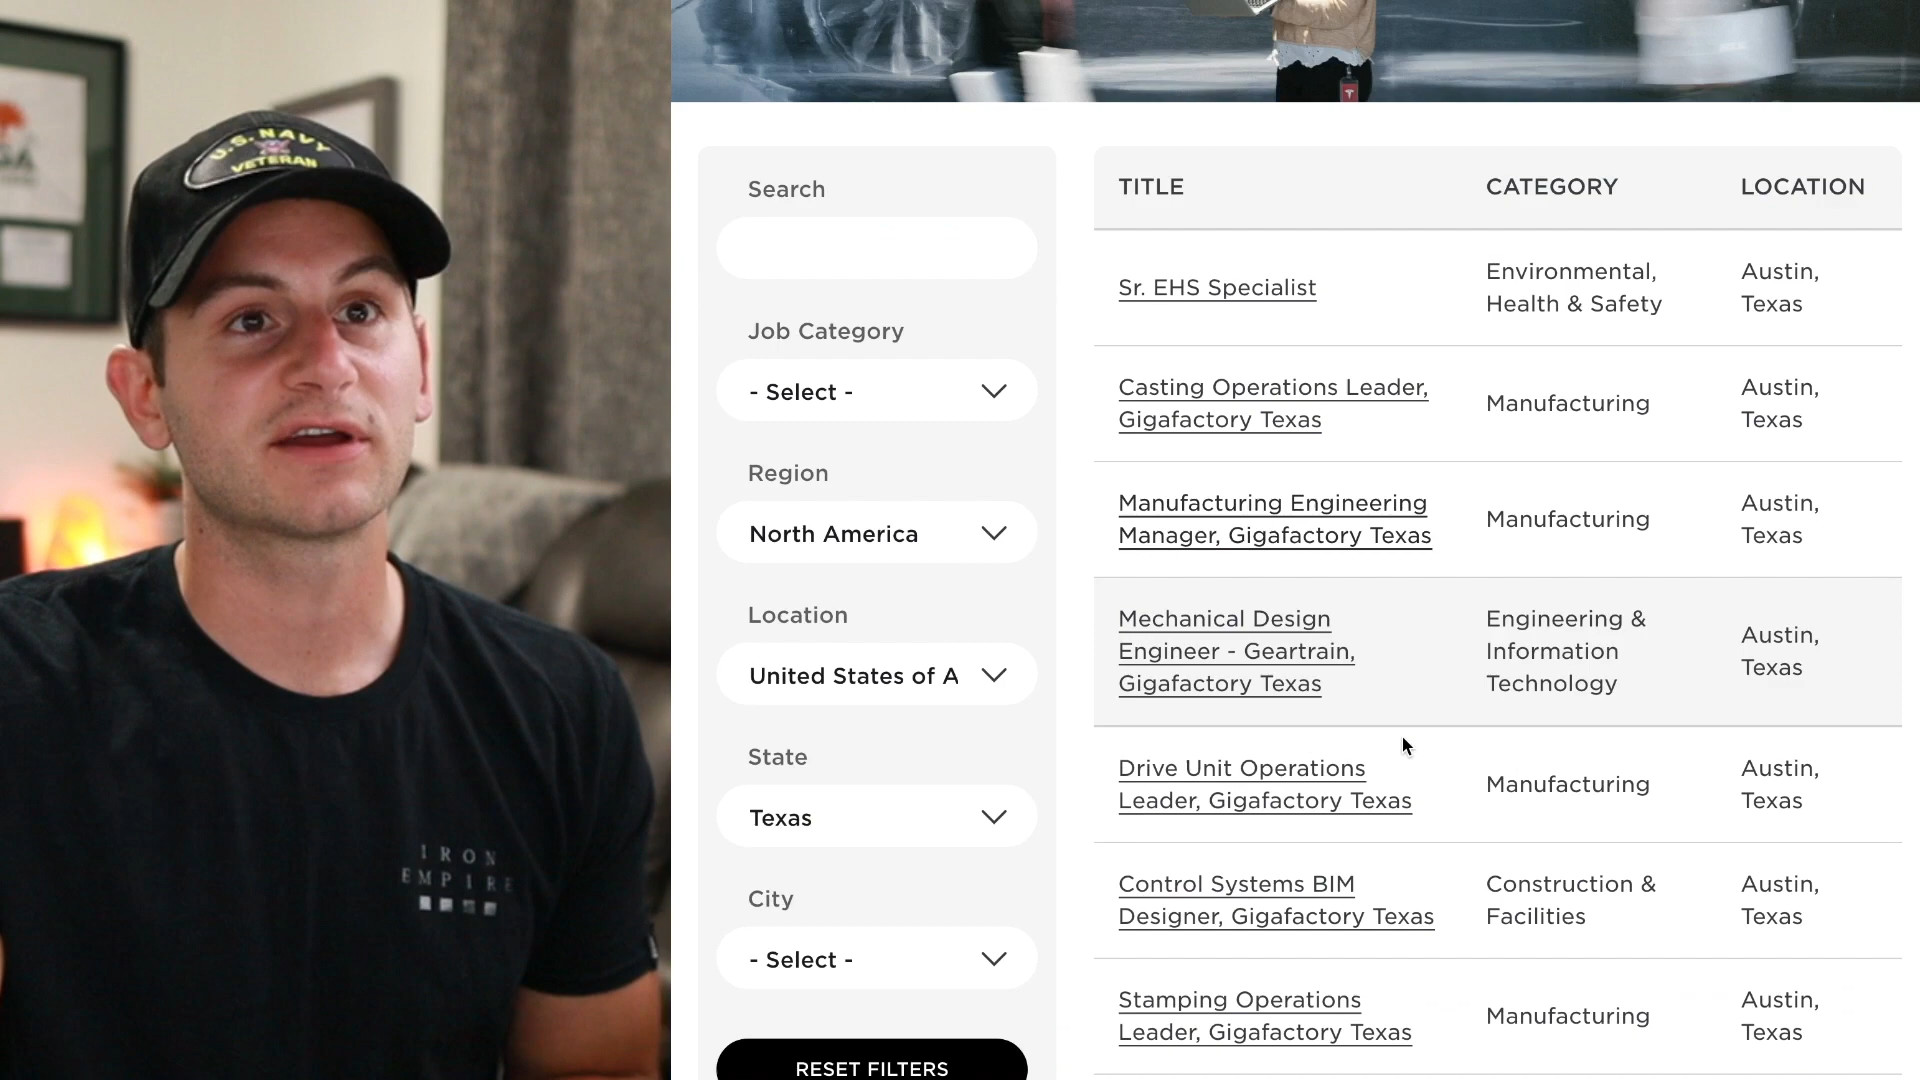 U.S. NAVY
VETERAN
IRON
EMPIRE
Search
Job Category
- Select -
Region
North America
Location
United States of A
State
Texas
City
- Select -
RESET FILTERS
TITLE CATEGORY LOCATION
Sr. EHS Specialist
Environmental,
Health & Safety
Austin,
Texas
Casting Operations Leader,
Gigafactory Texas
Manufacturing
Austin,
Texas
Manufacturing Engineering
Manager, Gigafactory Texas
Manufacturing
Austin,
Texas
Mechanical Design
Engineer - Geartrain,
Gigafactory Texas
Engineering &
Information
Technology
Austin,
Texas
Drive Unit Operations
Leader, Gigafactory Texas
Manufacturing
Austin,
Texas
Control Systems BIM
Designer, Gigafactory Texas
Construction &
Facilities
Austin,
Texas
Stamping Operations
Leader, Gigafactory Texas
Manufacturing
Austin,
Texas